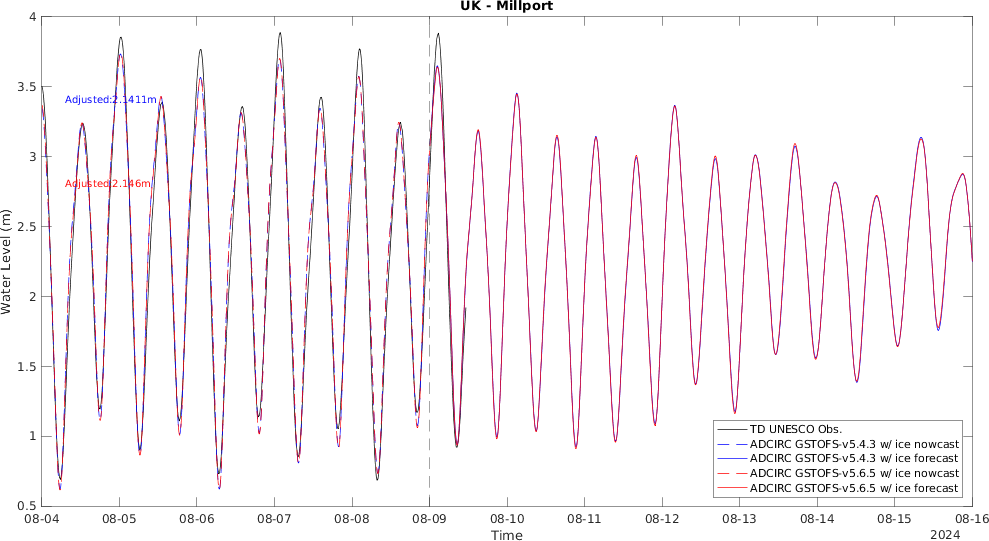 UK - Millport
4
3.5
3
2.5
2
1.5
1
0.5
Water Level (m)
Adjusted:2.1411m
Adjusted:2.146m
TD UNESCO Obs.
ADCIRC GSTOFS-v5.4.3 w/ ice nowcast
ADCIRC GSTOFS-v5.4.3 w/ ice forecast
ADCIRC GSTOFS-v5.6.5 w/ ice nowcast
ADCIRC GSTOFS-v5.6.5 w/ ice forecast
08-04 08-05 08-06 08-07 08-08 08-09 08-10 08-11 08-12 08-13 08-14 08-15 08-16
Time
2024